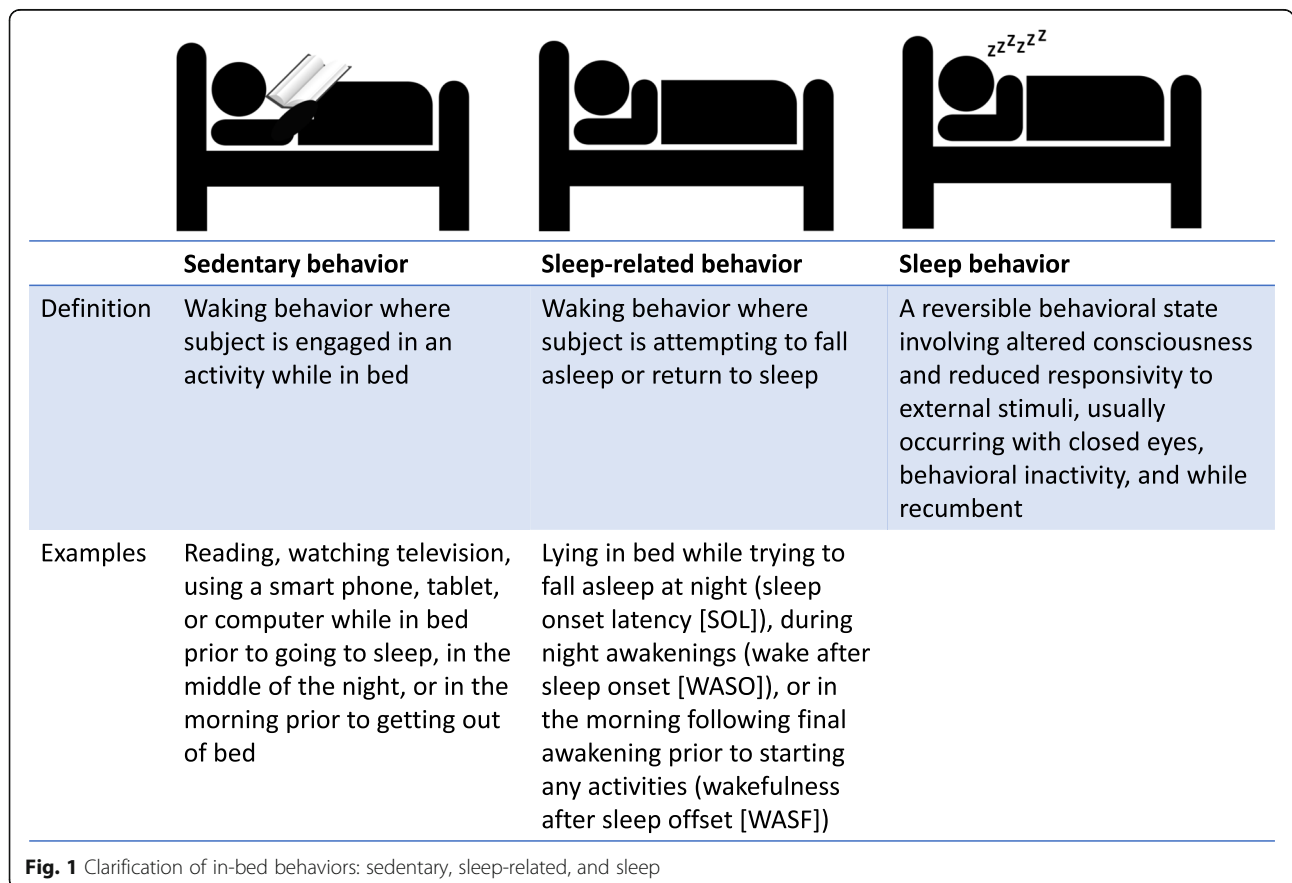 zzzzzz
Sedentary behavior
Sleep-related behavior
Sleep behavior
Definition
Waking behavior where
subject is engaged in an
activity while in bed
Waking behavior where
subject is attempting to fall
asleep or return to sleep
A reversible behavioral state
involving altered consciousness
and reduced responsivity to
external stimuli, usually
occurring with closed eyes,
behavioral inactivity, and while
recumbent
Examples
Reading, watching television,
using a smart phone, tablet,
or computer while in bed
prior to going to sleep, in the
middle of the night, or in the
morning prior to getting out
of bed
Lying in bed while trying to
fall asleep at night (sleep
onset latency [SOL]), during
night awakenings (wake after
sleep onset [WASO]), or in
the morning following final
awakening prior to starting
any activities (wakefulness
after sleep offset [WASF])
Fig. 1 Clarification of in-bed behaviors: sedentary, sleep-related, and sleep